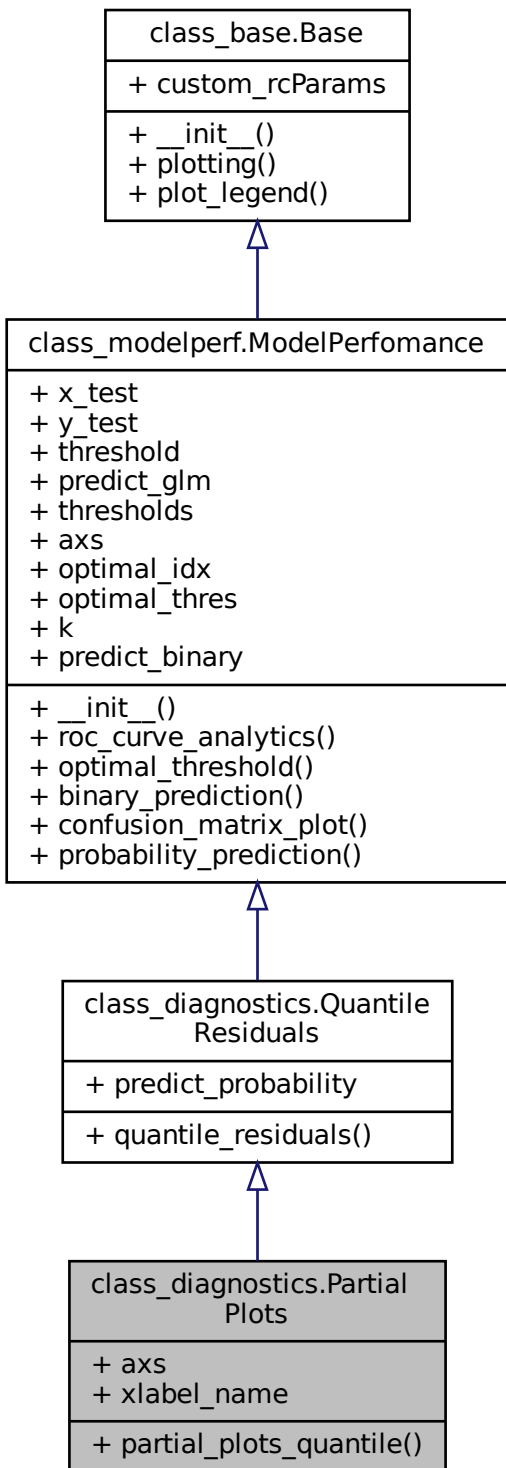 class_base.Base
+ custom_rcParams
+ __init__()
+ plotting()
+ plot_legend()
class_modelperf.ModelPerfomance
+ x_test
+ y_test
+ threshold
+ predict_glm
+ thresholds
+ axs
+ optimal_idx
+ optimal_thres
+ k
+ predict_binary
+ __init__()
+ roc_curve_analytics()
+ optimal_threshold()
+ binary_prediction()
+ confusion_matrix_plot()
+ probability_prediction()
class_diagnostics.Quantile
Residuals
+ predict_probability
+ quantile_residuals()
class_diagnostics.Partial
Plots
+ axs
+ xlabel_name
+ partial_plots_quantile()